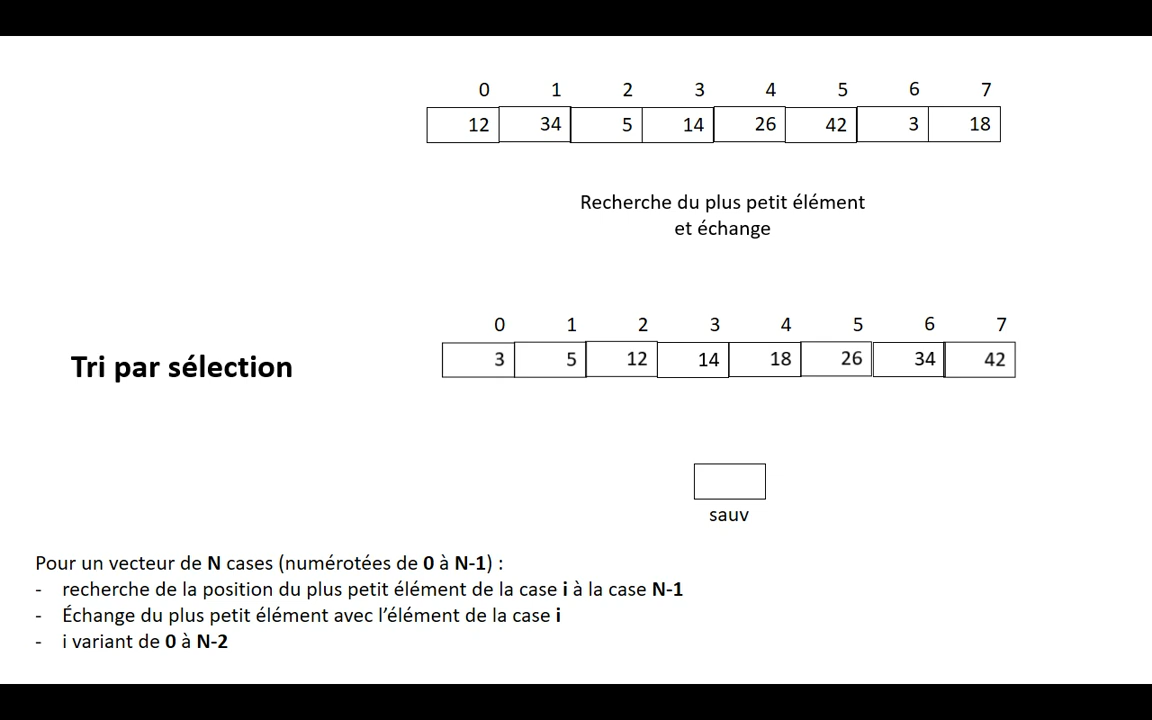 0 1 2 3 4 5 6 7
12 34 5 14 26 42 3 18
Recherche du plus petit élément
et échange
0 1 2 3 4 5 6 7
Tri par sélection
3 5 12 14 18 26 34 42
sauv
Pour un vecteur de N cases (numérotées de 0 à N-1) :
- recherche de la position du plus petit élément de la case i à la case N-1
- Échange du plus petit élément avec l’élément de la case i
- i variant de 0 à N-2